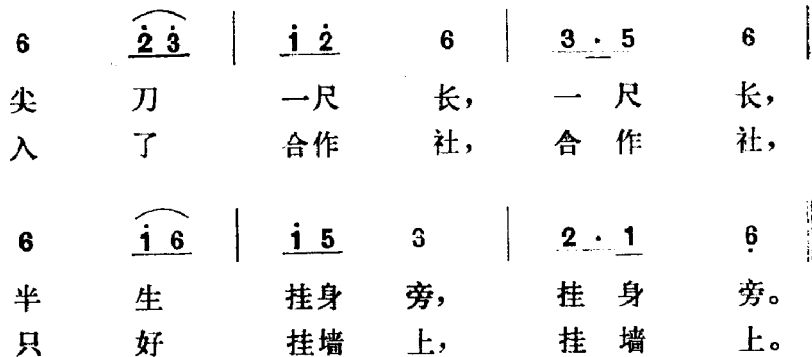 6 2̇ 3̇ | 1̇ 2̇ 6 | 3 · 5 6 |
尖 刀 一尺 长， 一 尺 长，
入 了 合作 社， 合 作 社，
6 1̇ 6 | 1̇ 5 3 | 2 · 1 6̣ |
半 生 挂身 旁， 挂 身 旁。
只 好 挂墙 上， 挂 墙 上。